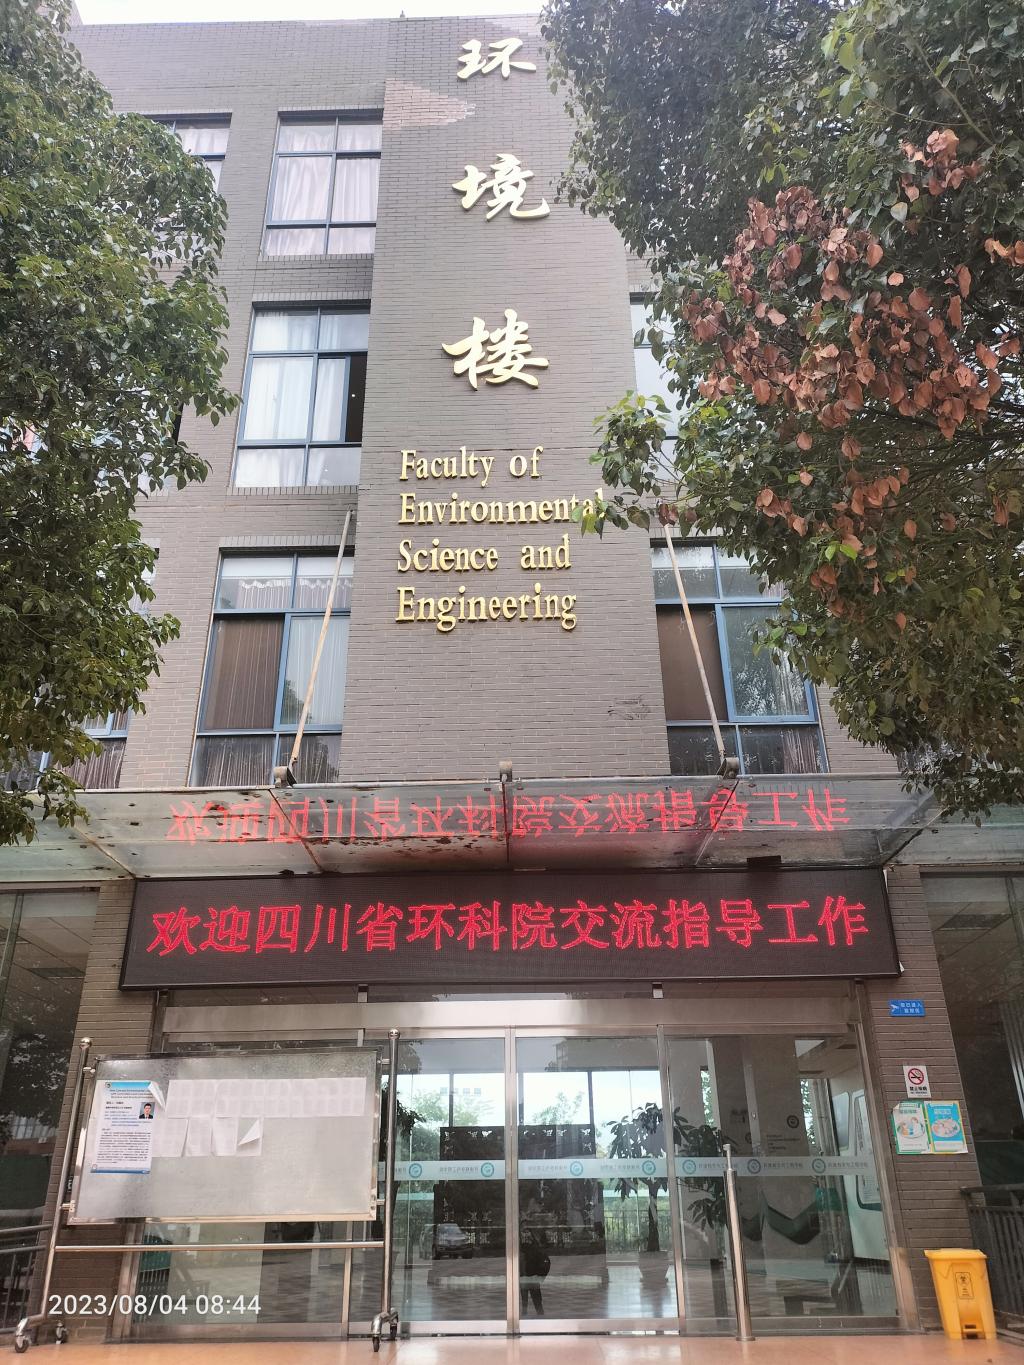 环
境
楼
Faculty of
Environmental
Science and
Engineering
欢迎四川省环科院交流指导工作
2023/08/04 08:44